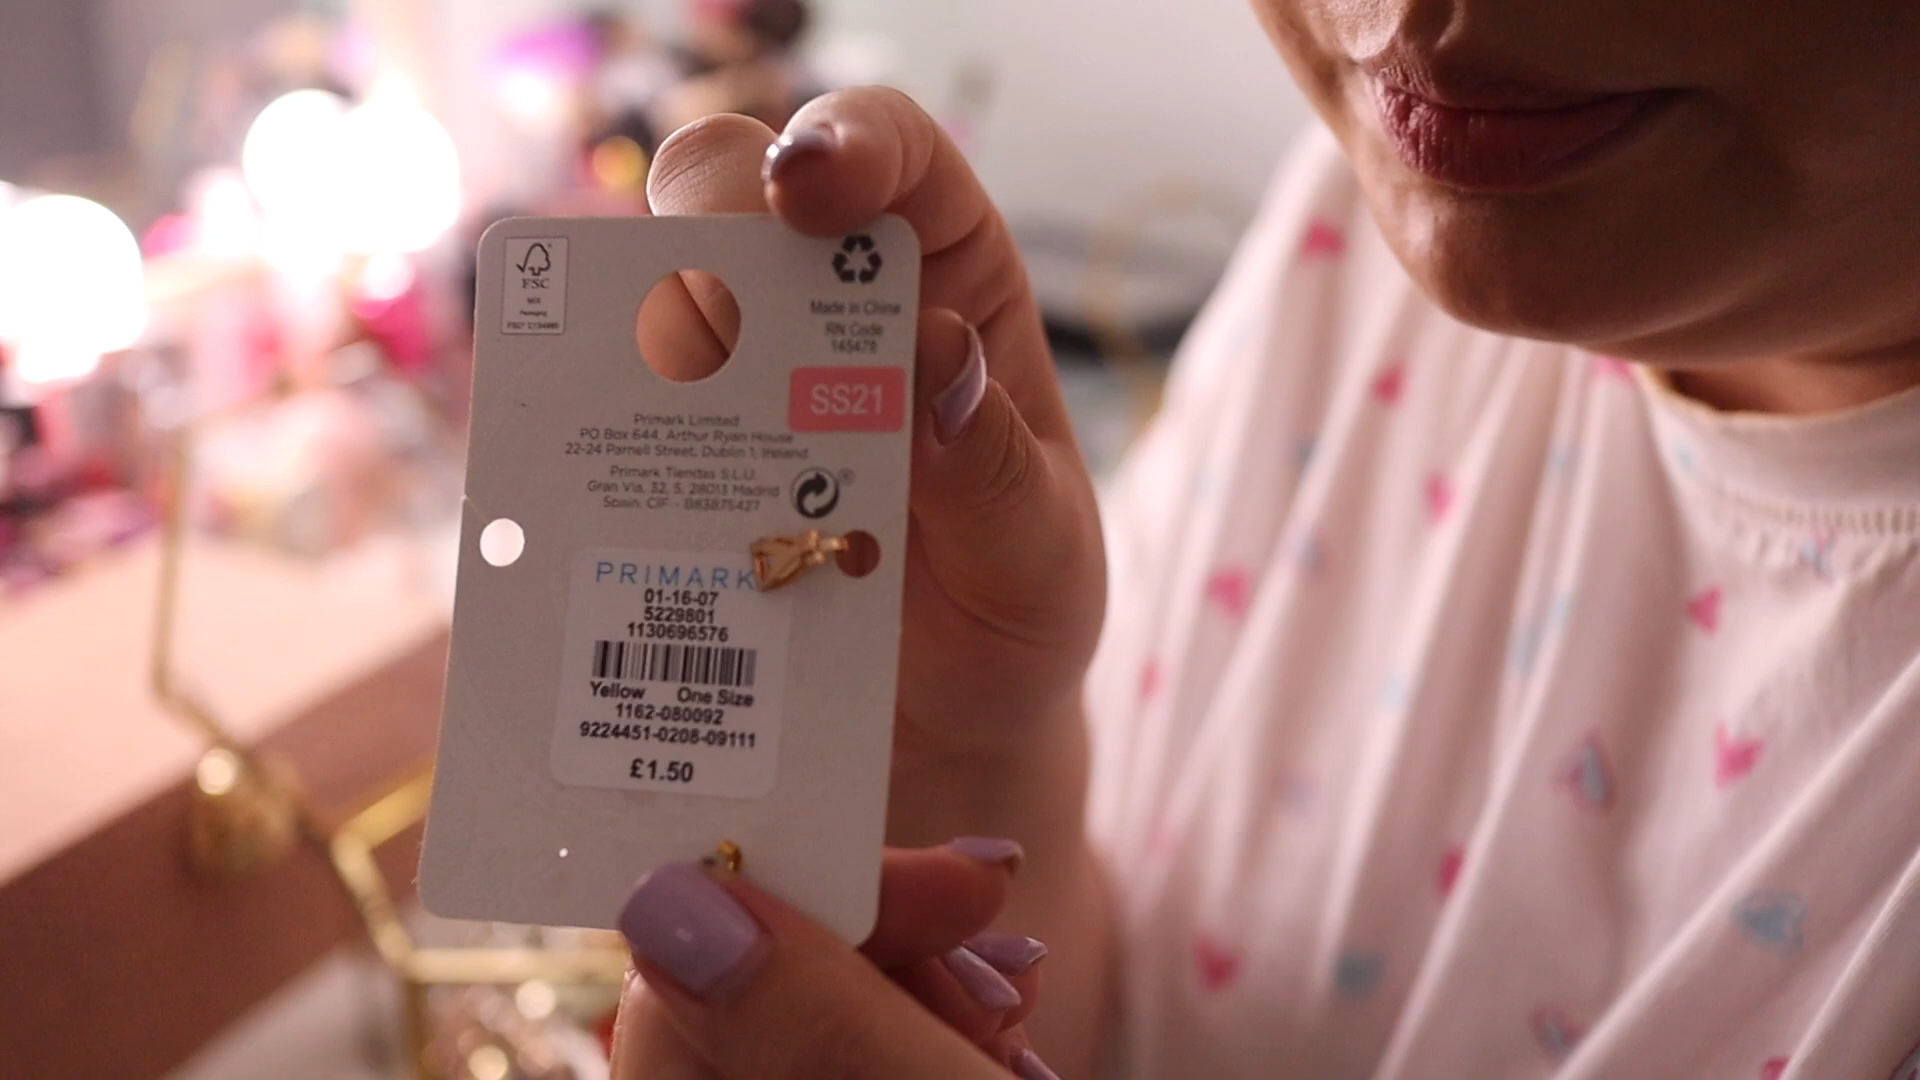 FSC
MIX
Packaging
Made in China
RN Code
145478
SS21
Primark Limited
PO Box 644, Arthur Ryan House
22-24 Parnell Street, Dublin 1, Ireland
Primark Tiendas S.L.U.
Gran Via, 32, 5, 28013 Madrid
Spain. CIF - B83875427
PRIMARK
01-16-07
5229801
1130696576
Yellow One Size
1162-080092
9224451-0208-09111
£1.50